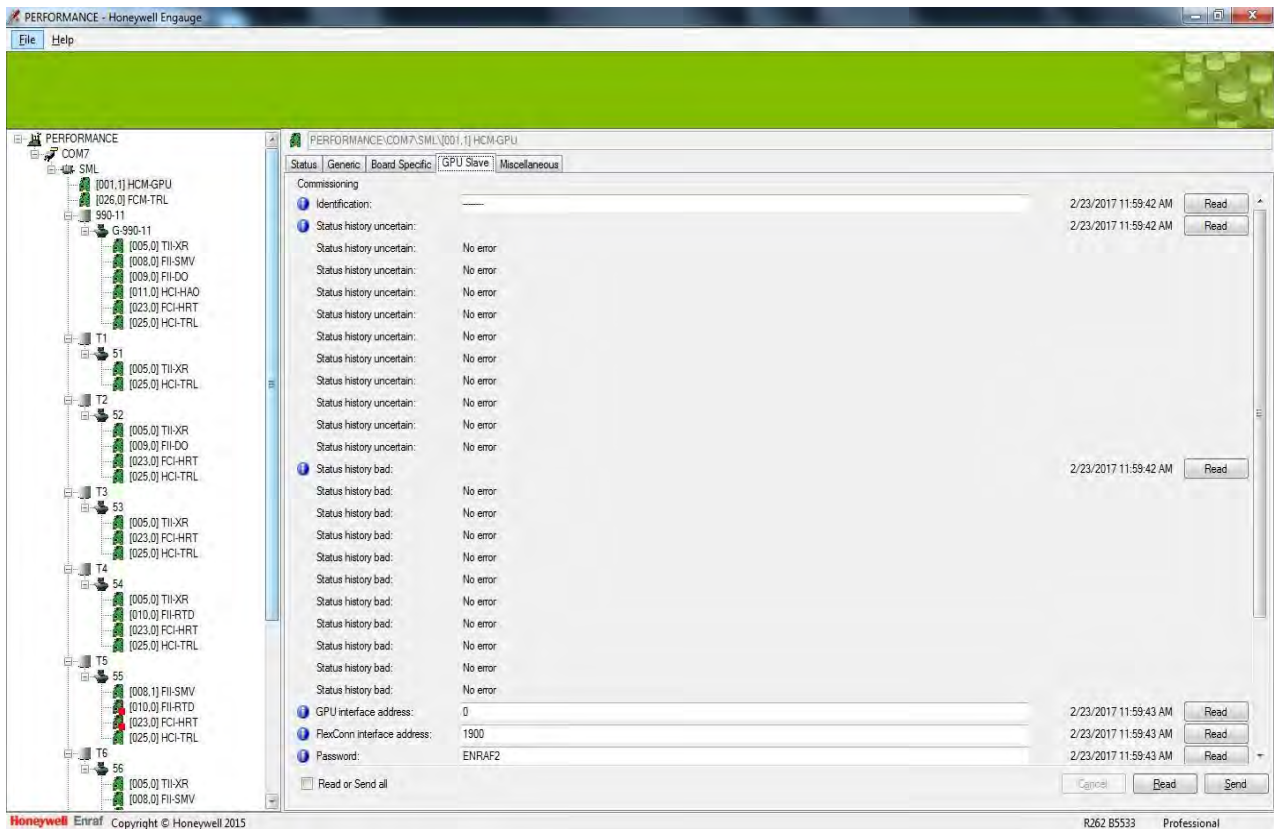 PERFORMANCE - Honeywell Engauge
File Help
PERFORMANCE
COM7
SML
[001,1] HCM-GPU
[026,0] FCM-TRL
990-11
G-990-11
[005,0] TII-XR
[008,0] FII-SMV
[009,0] FII-DO
[011,0] HCI-HAO
[023,0] FCI-HRT
[025,0] HCI-TRL
T1
51
[005,0] TII-XR
[025,0] HCI-TRL
T2
52
[005,0] TII-XR
[009,0] FII-DO
[023,0] FCI-HRT
[025,0] HCI-TRL
T3
53
[005,0] TII-XR
[023,0] FCI-HRT
[025,0] HCI-TRL
T4
54
[005,0] TII-XR
[010,0] FII-RTD
[023,0] FCI-HRT
[025,0] HCI-TRL
T5
55
[008,1] FII-SMV
[010,0] FII-RTD
[023,0] FCI-HRT
[025,0] HCI-TRL
T6
56
[005,0] TII-XR
[008,0] FII-SMV
PERFORMANCE\COM7\SML\[001,1] HCM-GPU
Status Generic Board Specific GPU Slave Miscellaneous
Commissioning
Identification: ------ 2/23/2017 11:59:42 AM Read
Status history uncertain: 2/23/2017 11:59:42 AM Read
Status history uncertain: No error
Status history uncertain: No error
Status history uncertain: No error
Status history uncertain: No error
Status history uncertain: No error
Status history uncertain: No error
Status history uncertain: No error
Status history uncertain: No error
Status history uncertain: No error
Status history uncertain: No error
Status history bad: 2/23/2017 11:59:42 AM Read
Status history bad: No error
Status history bad: No error
Status history bad: No error
Status history bad: No error
Status history bad: No error
Status history bad: No error
Status history bad: No error
Status history bad: No error
Status history bad: No error
Status history bad: No error
GPU interface address: 0 2/23/2017 11:59:43 AM Read
FlexConn interface address: 1900 2/23/2017 11:59:43 AM Read
Password: ENRAF2 2/23/2017 11:59:43 AM Read
Read or Send all Cancel Read Send
Honeywell Enraf Copyright © Honeywell 2015 R262 B5533 Professional